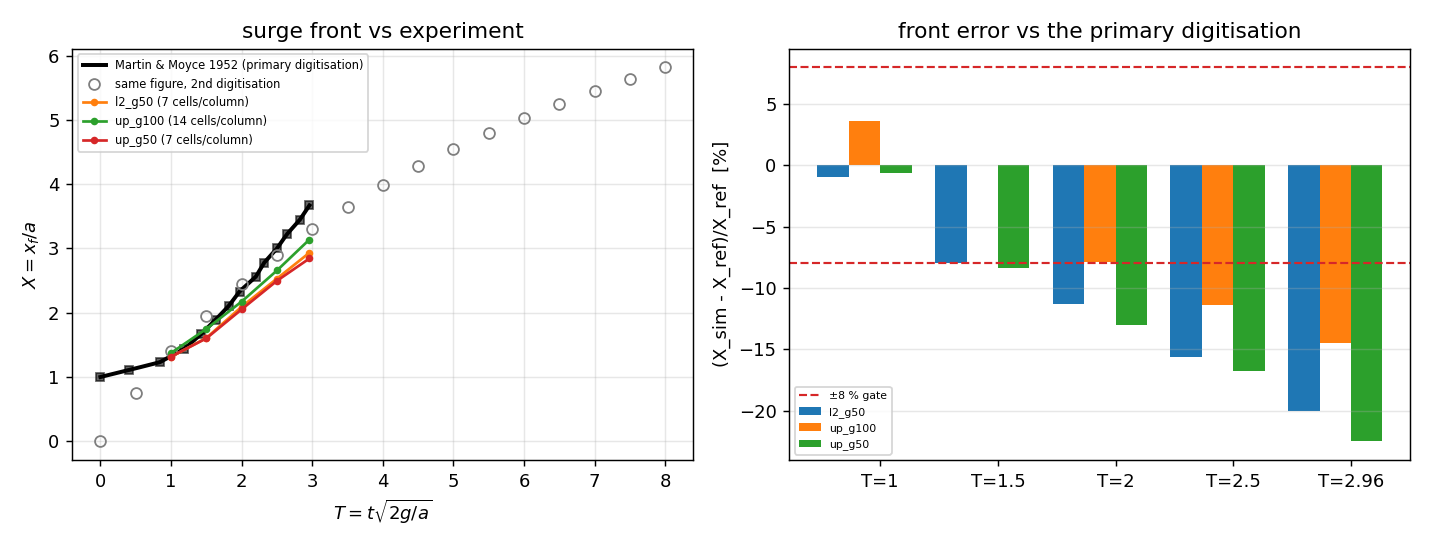 surge front vs experiment
Martin & Moyce 1952 (primary digitisation)
same figure, 2nd digitisation
l2_g50 (7 cells/column)
up_g100 (14 cells/column)
up_g50 (7 cells/column)
6
5
4
3
2
1
0
X = x_f/a
0 1 2 3 4 5 6 7 8
T = t√2g/a
front error vs the primary digitisation
5
0
−5
−10
−15
−20
(X_sim - X_ref)/X_ref [%]
±8 % gate
l2_g50
up_g100
up_g50
T=1 T=1.5 T=2 T=2.5 T=2.96